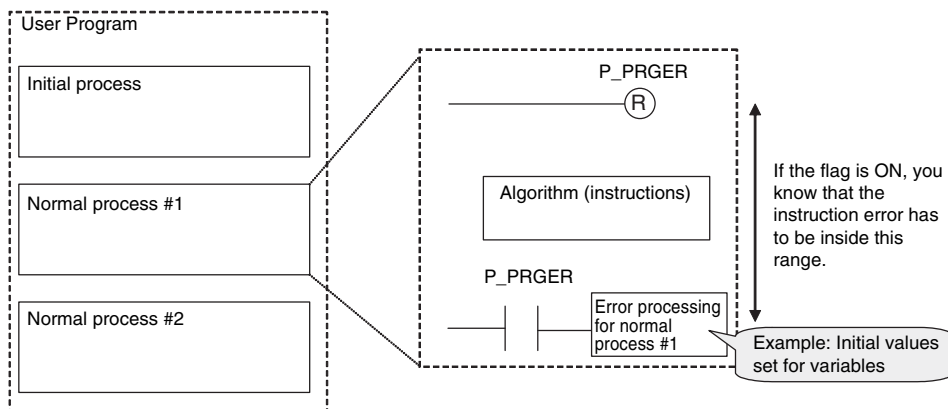 User Program
Initial process
Normal process #1
Normal process #2
P_PRGER
R
Algorithm (instructions)
P_PRGER
Error processing
for normal
process #1
If the flag is ON, you
know that the
instruction error has
to be inside this
range.
Example: Initial values
set for variables